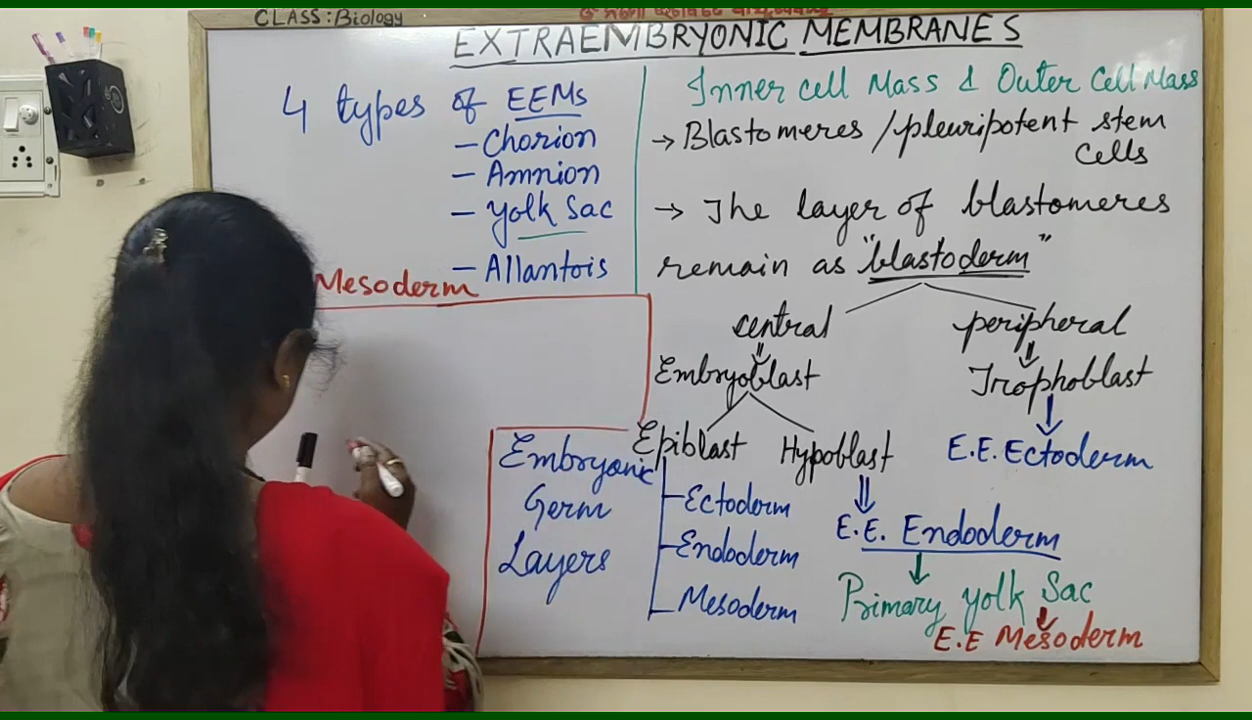 CLASS: Biology
EXTRAEMBRYONIC MEMBRANES
4 types of EEMs
- Chorion
- Amnion
- Yolk Sac
- Allantois
Mesoderm
Inner cell Mass & Outer Cell Mass
→ Blastomeres / pleuripotent stem
cells
→ The layer of blastomeres
remain as "blastoderm"
central
peripheral
Embryoblast
Trophoblast
Epiblast
Hypoblast
E.E. Ectoderm
Embryonic
Germ
Layers
Ectoderm
Endoderm
Mesoderm
E.E. Endoderm
Primary yolk Sac
E.E Mesoderm